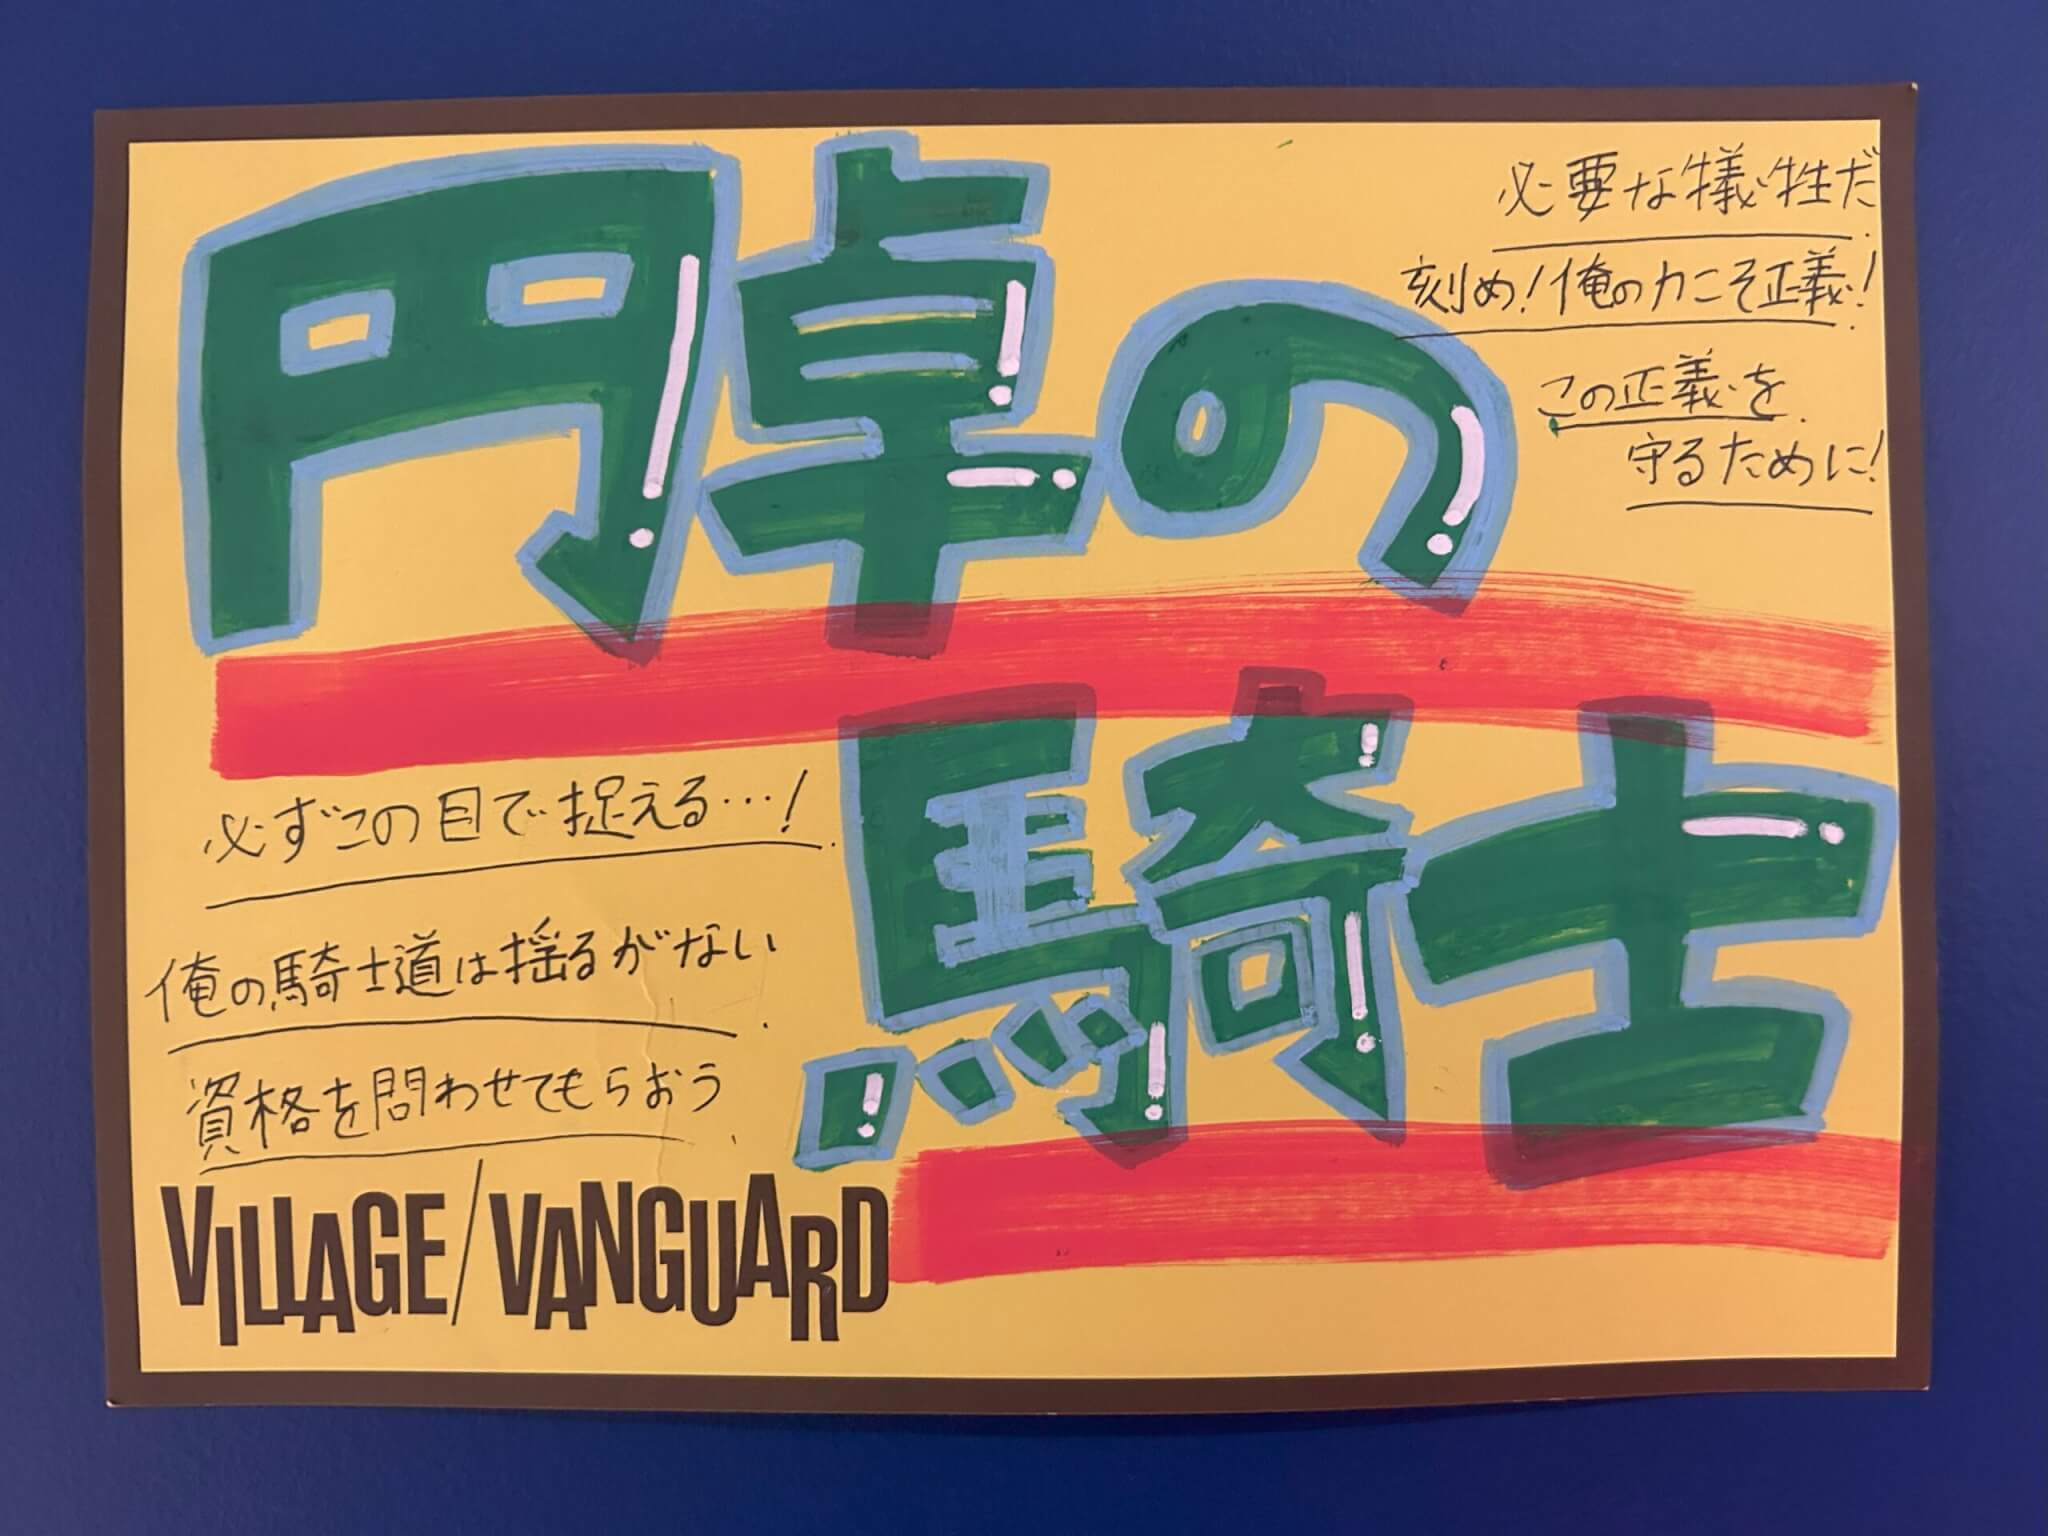 円卓の
騎士
必要な犠牲だ
刻め!俺の力こそ正義!
この正義を
守るために!
必ずこの目で捉える…!
俺の騎士道は揺るがない
資格を問わせてもらおう
VILLAGE/VANGUARD